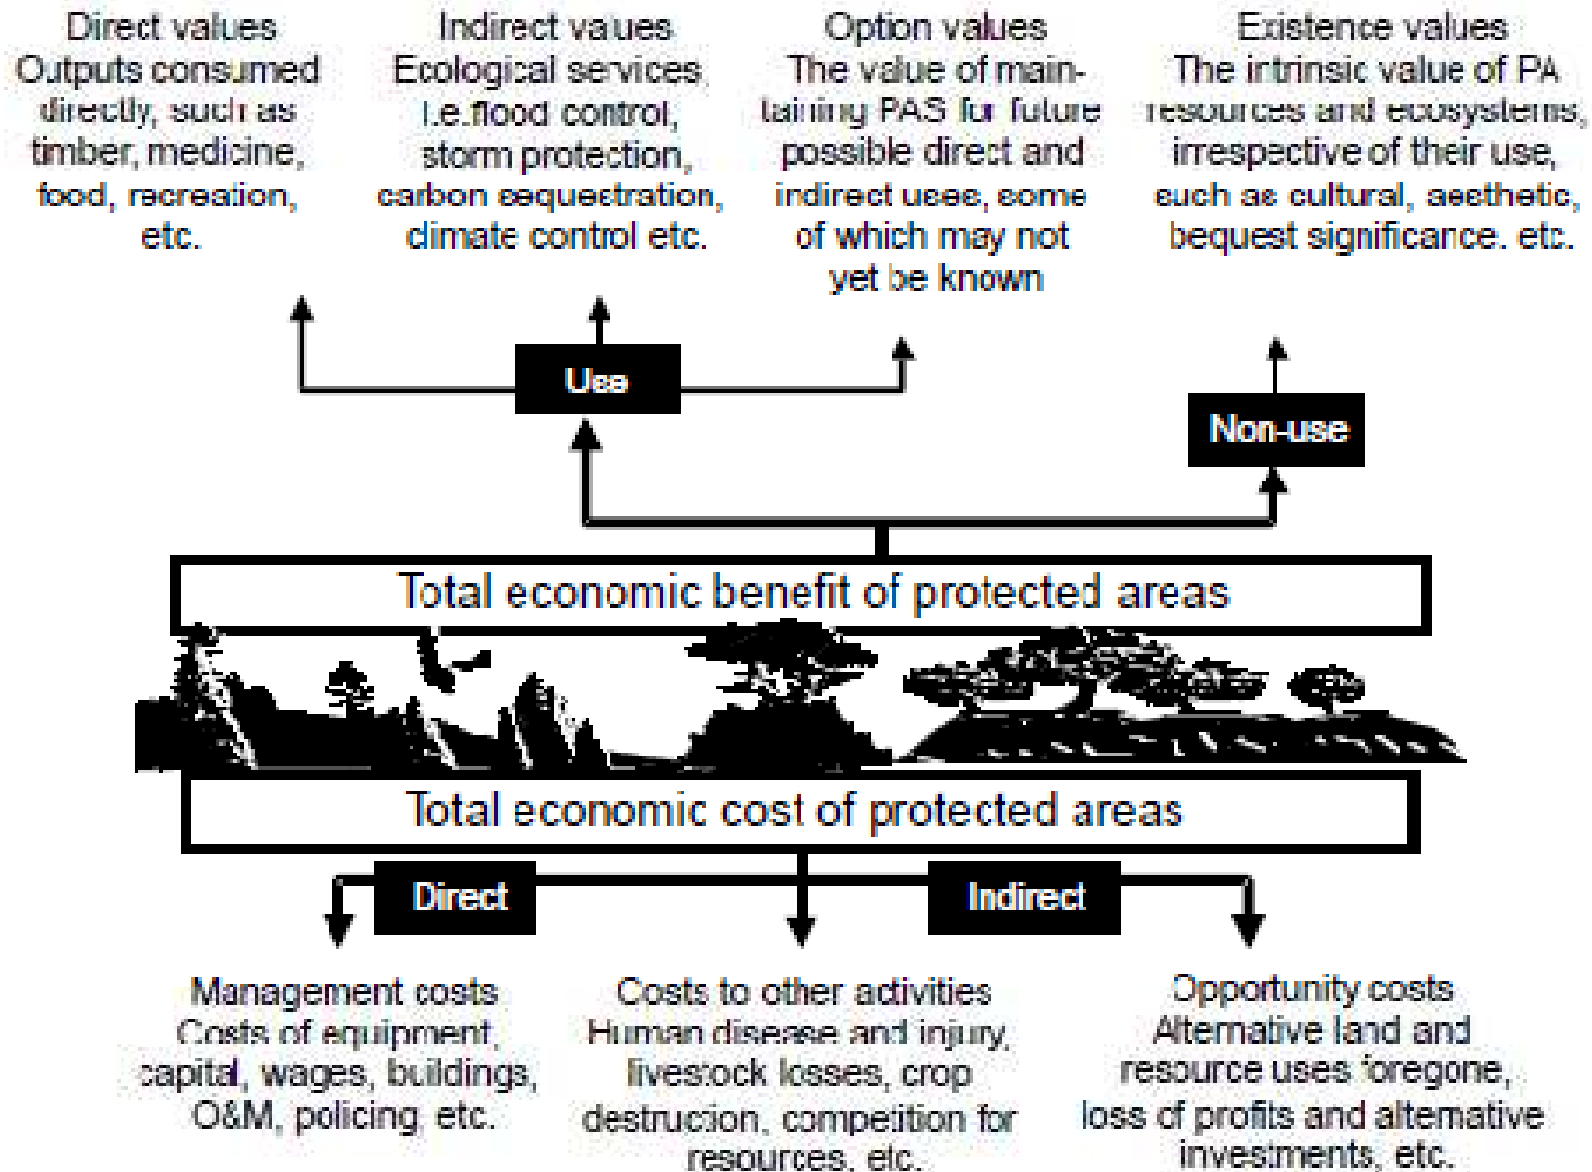 Direct values
Outputs consumed
directly, such as
timber, medicine,
food, recreation,
etc.
Indirect values
Ecological services,
i.e.flood control,
storm protection,
carbon sequestration,
climate control etc.
Option values
The value of main-
taining PAS for future
possible direct and
indirect uses, some
of which may not
yet be known
Existence values
The intrinsic value of PA
resources and ecosystems,
irrespective of their use,
such as cultural, aesthetic,
bequest significance. etc.
Use
Non-use
Total economic benefit of protected areas
Total economic cost of protected areas
Direct
Indirect
Management costs
Costs of equipment,
capital, wages, buildings,
O&M, policing, etc.
Costs to other activities
Human disease and injury,
livestock losses, crop
destruction, competition for
resources, etc.
Opportunity costs
Alternative land and
resource uses foregone,
loss of profits and alternative
investments, etc.